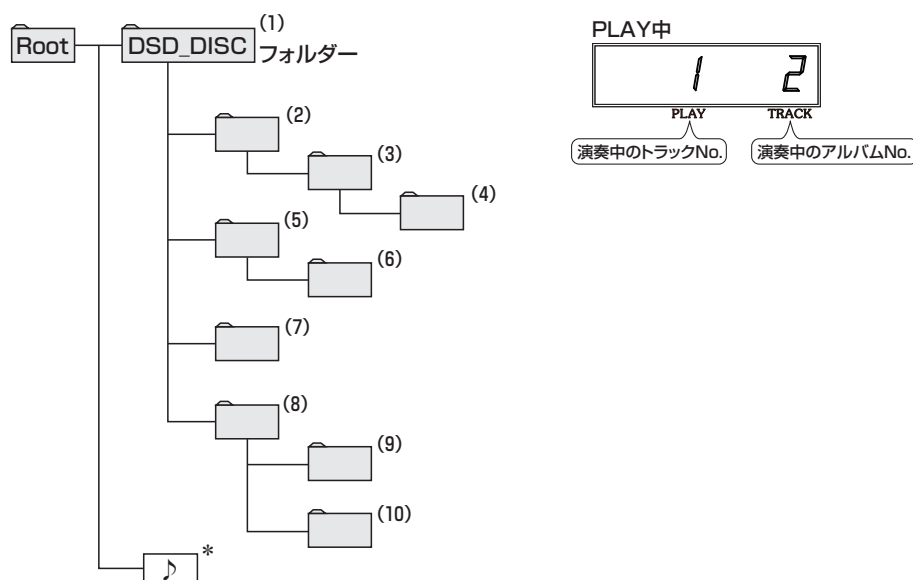 Root
DSD_DISC
(1)
フォルダー
(2)
(3)
(4)
(5)
(6)
(7)
(8)
(9)
(10)
♪ *
PLAY中
1 2
PLAY TRACK
演奏中のトラックNo. 演奏中のアルバムNo.